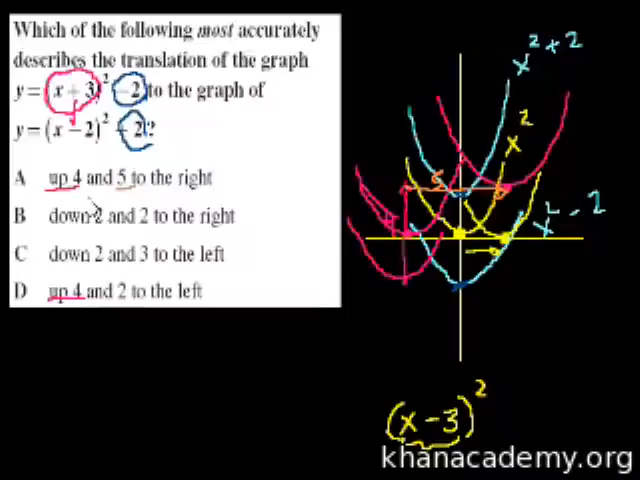 Which of the following most accurately
describes the translation of the graph
y = (x + 3)² − 2 to the graph of
y = (x − 2)² + 2?
A up 4 and 5 to the right
B down 2 and 2 to the right
C down 2 and 3 to the left
D up 4 and 2 to the left
x² + 2
x²
5
x² − 2
4
(x − 3)²
khanacademy.org